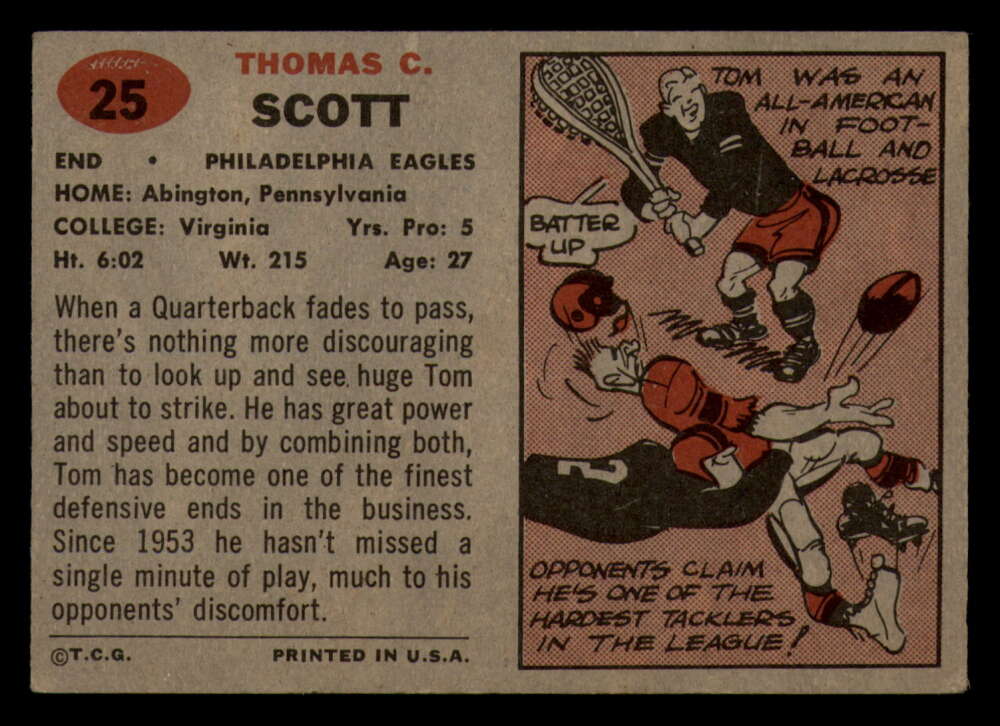 25
THOMAS C.
SCOTT
END • PHILADELPHIA EAGLES
HOME: Abington, Pennsylvania
COLLEGE: Virginia Yrs. Pro: 5
Ht. 6:02 Wt. 215 Age: 27
When a Quarterback fades to pass,
there's nothing more discouraging
than to look up and see huge Tom
about to strike. He has great power
and speed and by combining both,
Tom has become one of the finest
defensive ends in the business.
Since 1953 he hasn't missed a
single minute of play, much to his
opponents' discomfort.
©T.C.G. PRINTED IN U.S.A.
TOM WAS AN
ALL-AMERICAN
IN FOOT-
BALL AND
LACROSSE
BATTER
UP
2
OPPONENTS CLAIM
HE'S ONE OF THE
HARDEST TACKLERS
IN THE LEAGUE!